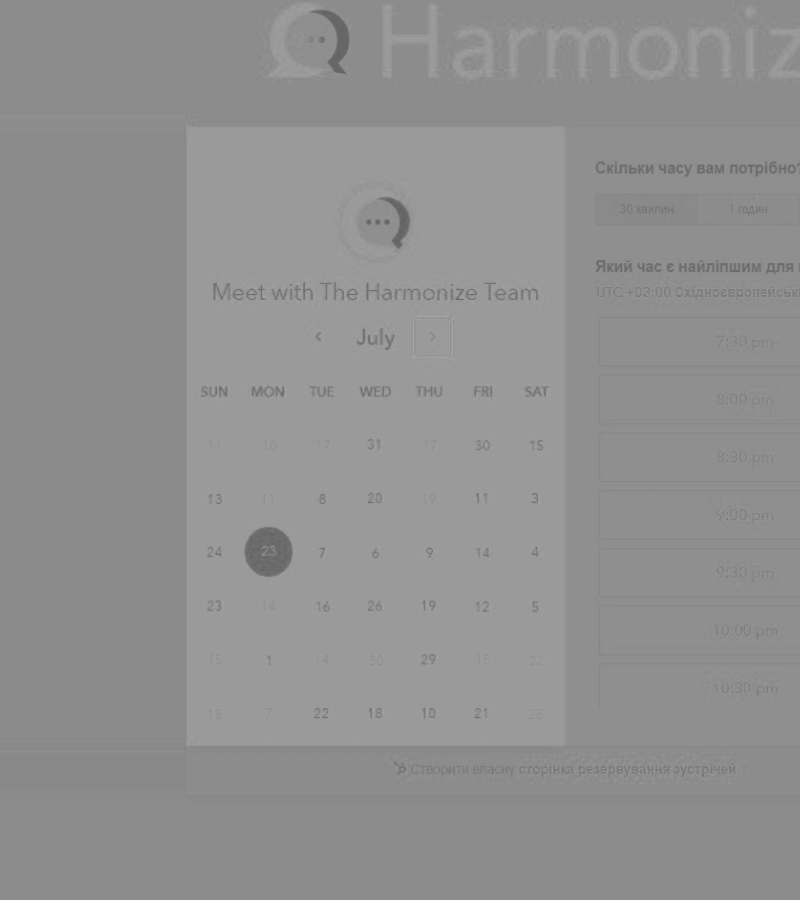 Harmoniz
Скільки часу вам потрібно?
30 хвилин 1 годин
Meet with The Harmonize Team
Який час є найліпшим для
UTC +03:00 Східноєвропейськ
July
7:30 pm
8:00 pm
8:30 pm
9:00 pm
9:30 pm
10:00 pm
10:30 pm
SUN MON TUE WED THU FRI SAT
11 10 17 31 17 30 15
13 11 8 20 19 11 3
24 23 7 6 9 14 4
23 14 16 26 19 12 5
15 1 14 30 29 15 22
18 7 22 18 10 21 26
Створити власну сторінка резервування зустрічей